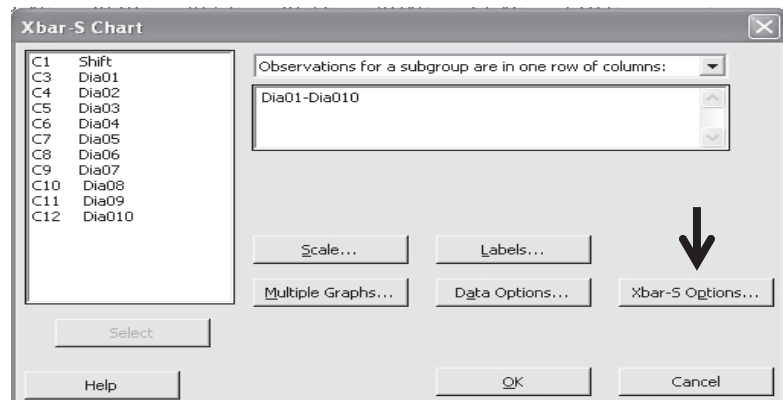 Xbar-S Chart
C1 Shift
C3 Dia01
C4 Dia02
C5 Dia03
C6 Dia04
C7 Dia05
C8 Dia06
C9 Dia07
C10 Dia08
C11 Dia09
C12 Dia010
Observations for a subgroup are in one row of columns:
Dia01-Dia010
Scale...
Labels...
Multiple Graphs...
Data Options...
Xbar-S Options...
Select
Help
OK
Cancel